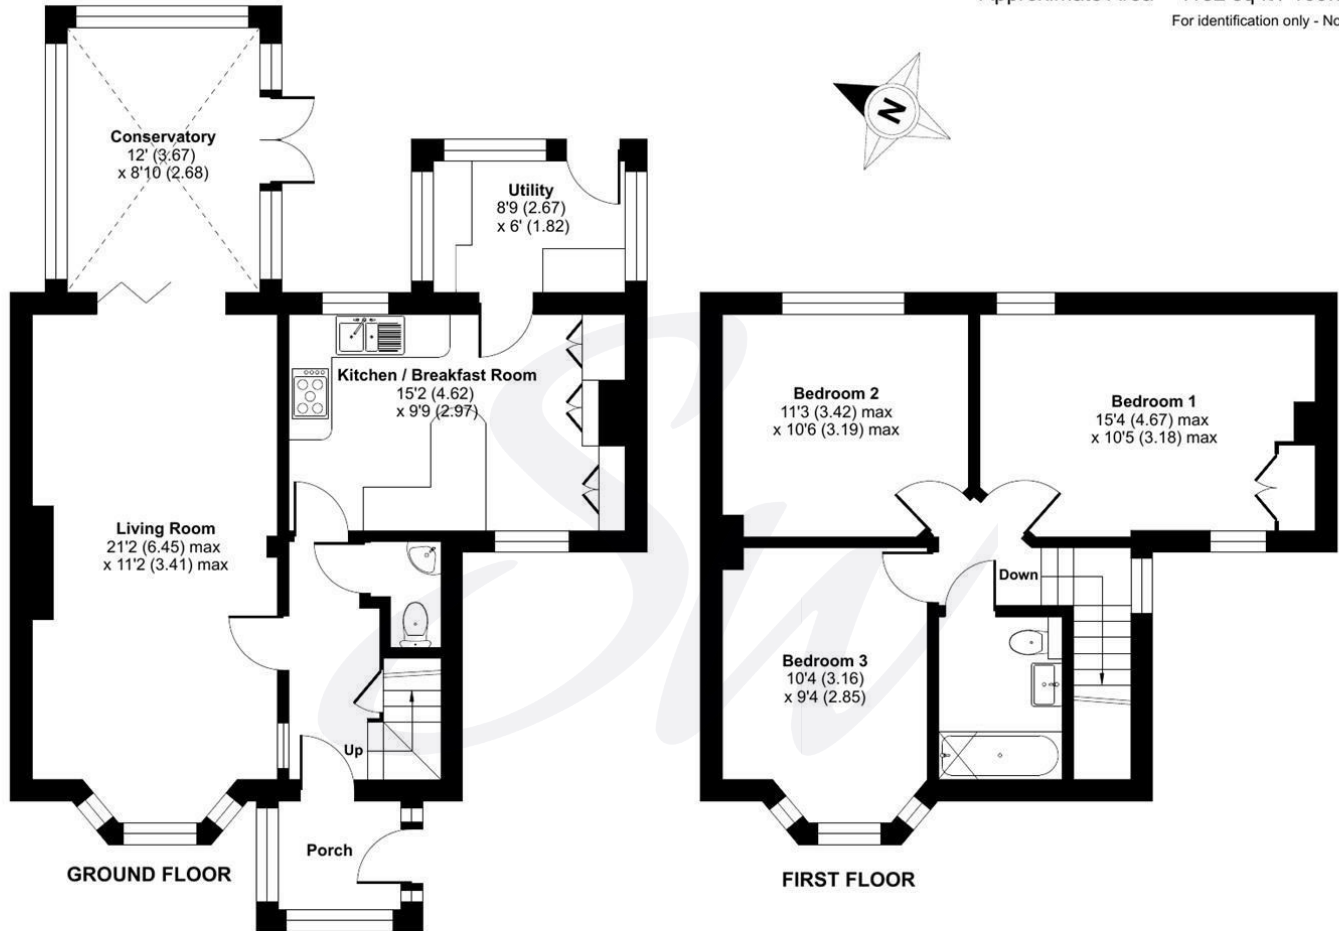 For identification only - No
N
Conservatory
12' (3.67)
x 8'10 (2.68)
Utility
8'9 (2.67)
x 6' (1.82)
Kitchen / Breakfast Room
15'2 (4.62)
x 9'9 (2.97)
Living Room
21'2 (6.45) max
x 11'2 (3.41) max
Up
Porch
GROUND FLOOR
Bedroom 2
11'3 (3.42) max
x 10'6 (3.19) max
Bedroom 1
15'4 (4.67) max
x 10'5 (3.18) max
Down
Bedroom 3
10'4 (3.16)
x 9'4 (2.85)
FIRST FLOOR
Sw